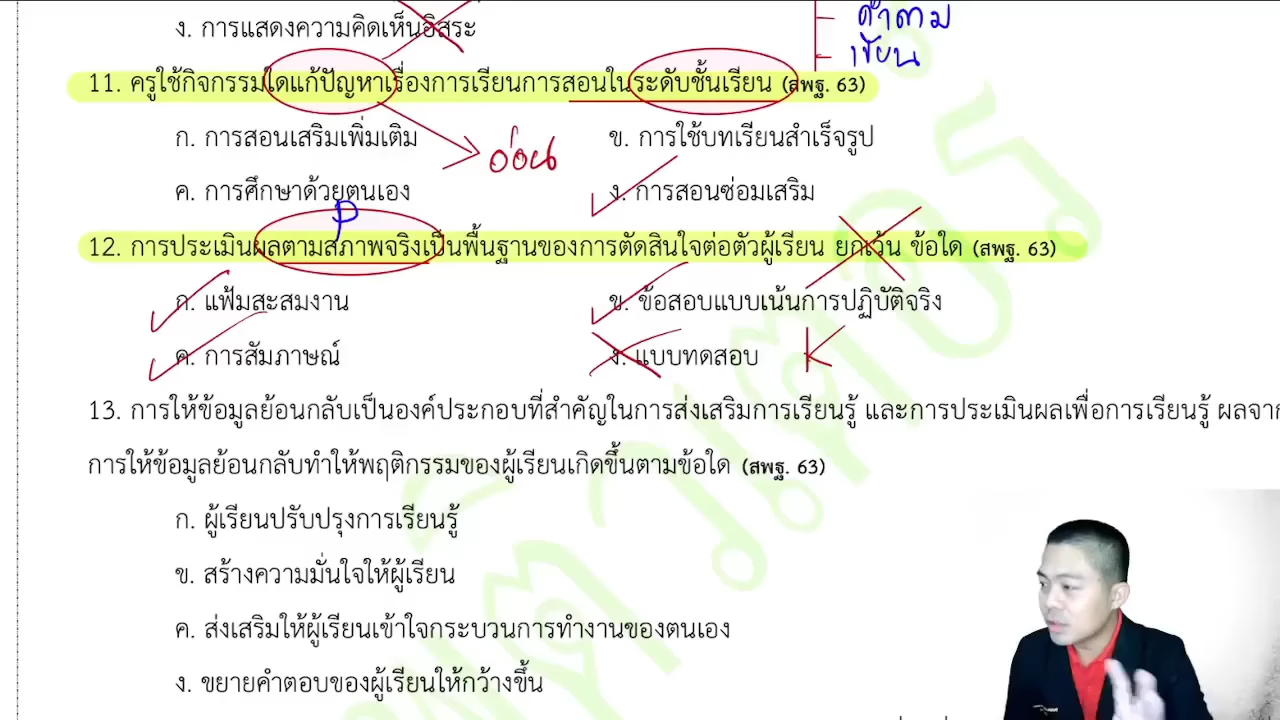 ง. การแสดงความคิดเห็นอิสระ
คำถาม
เขียน
11. ครูใช้กิจกรรมใดแก้ปัญหาเรื่องการเรียนการสอนในระดับชั้นเรียน (สพฐ. 63)
ก. การสอนเสริมเพิ่มเติม ข. การใช้บทเรียนสำเร็จรูป
อ่อน
ค. การศึกษาด้วยตนเอง ง. การสอนซ่อมเสริม
P
12. การประเมินผลตามสภาพจริงเป็นพื้นฐานของการตัดสินใจต่อตัวผู้เรียน ยกเว้น ข้อใด (สพฐ. 63)
ก. แฟ้มสะสมงาน ข. ข้อสอบแบบเน้นการปฏิบัติจริง
ค. การสัมภาษณ์ ง. แบบทดสอบ K
13. การให้ข้อมูลย้อนกลับเป็นองค์ประกอบที่สำคัญในการส่งเสริมการเรียนรู้ และการประเมินผลเพื่อการเรียนรู้ ผลจาก
การให้ข้อมูลย้อนกลับทำให้พฤติกรรมของผู้เรียนเกิดขึ้นตามข้อใด (สพฐ. 63)
ก. ผู้เรียนปรับปรุงการเรียนรู้
ข. สร้างความมั่นใจให้ผู้เรียน
ค. ส่งเสริมให้ผู้เรียนเข้าใจกระบวนการทำงานของตนเอง
ง. ขยายคำตอบของผู้เรียนให้กว้างขึ้น